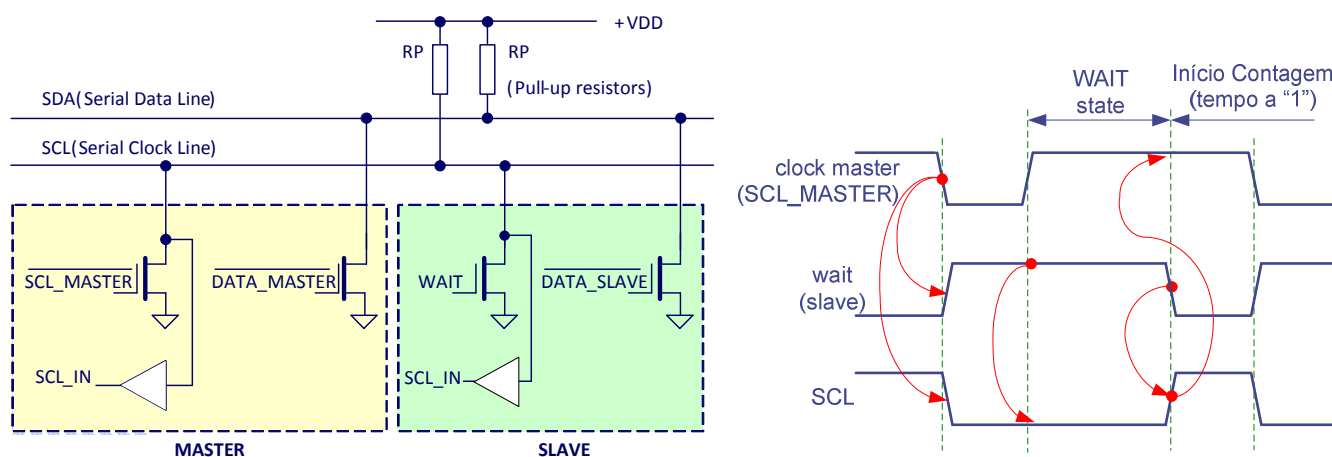 +VDD
RP
RP
(Pull-up resistors)
SDA(Serial Data Line)
SCL(Serial Clock Line)
SCL_MASTER
DATA_MASTER
WAIT
DATA_SLAVE
SCL_IN
SCL_IN
MASTER
SLAVE
WAIT
state
Início Contagem
(tempo a “1”)
clock master
(SCL_MASTER)
wait
(slave)
SCL